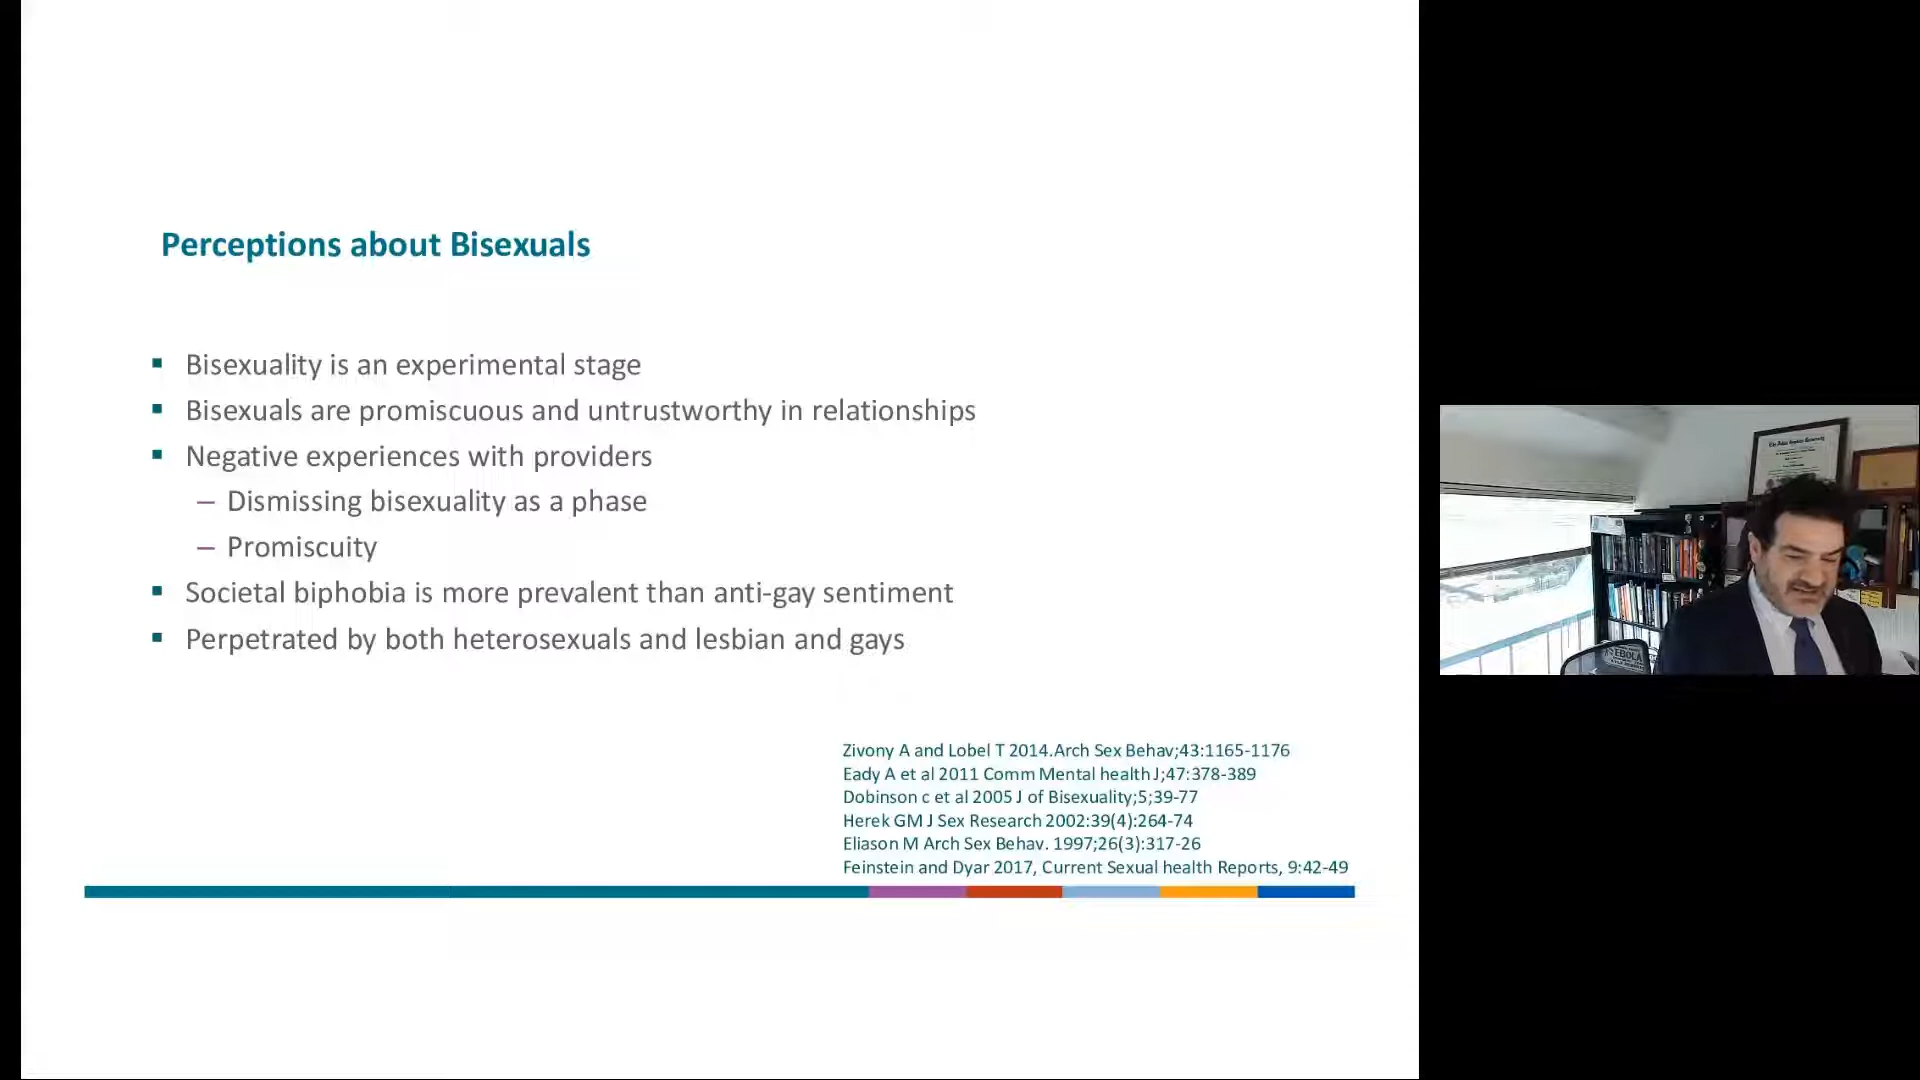 Perceptions about Bisexuals
Bisexuality is an experimental stage
Bisexuals are promiscuous and untrustworthy in relationships
Negative experiences with providers
– Dismissing bisexuality as a phase
– Promiscuity
Societal biphobia is more prevalent than anti-gay sentiment
Perpetrated by both heterosexuals and lesbian and gays
Zivony A and Lobel T 2014.Arch Sex Behav;43:1165-1176
Eady A et al 2011 Comm Mental health J;47:378-389
Dobinson c et al 2005 J of Bisexuality;5;39-77
Herek GM J Sex Research 2002:39(4):264-74
Eliason M Arch Sex Behav. 1997;26(3):317-26
Feinstein and Dyar 2017, Current Sexual health Reports, 9:42-49
EBOLA